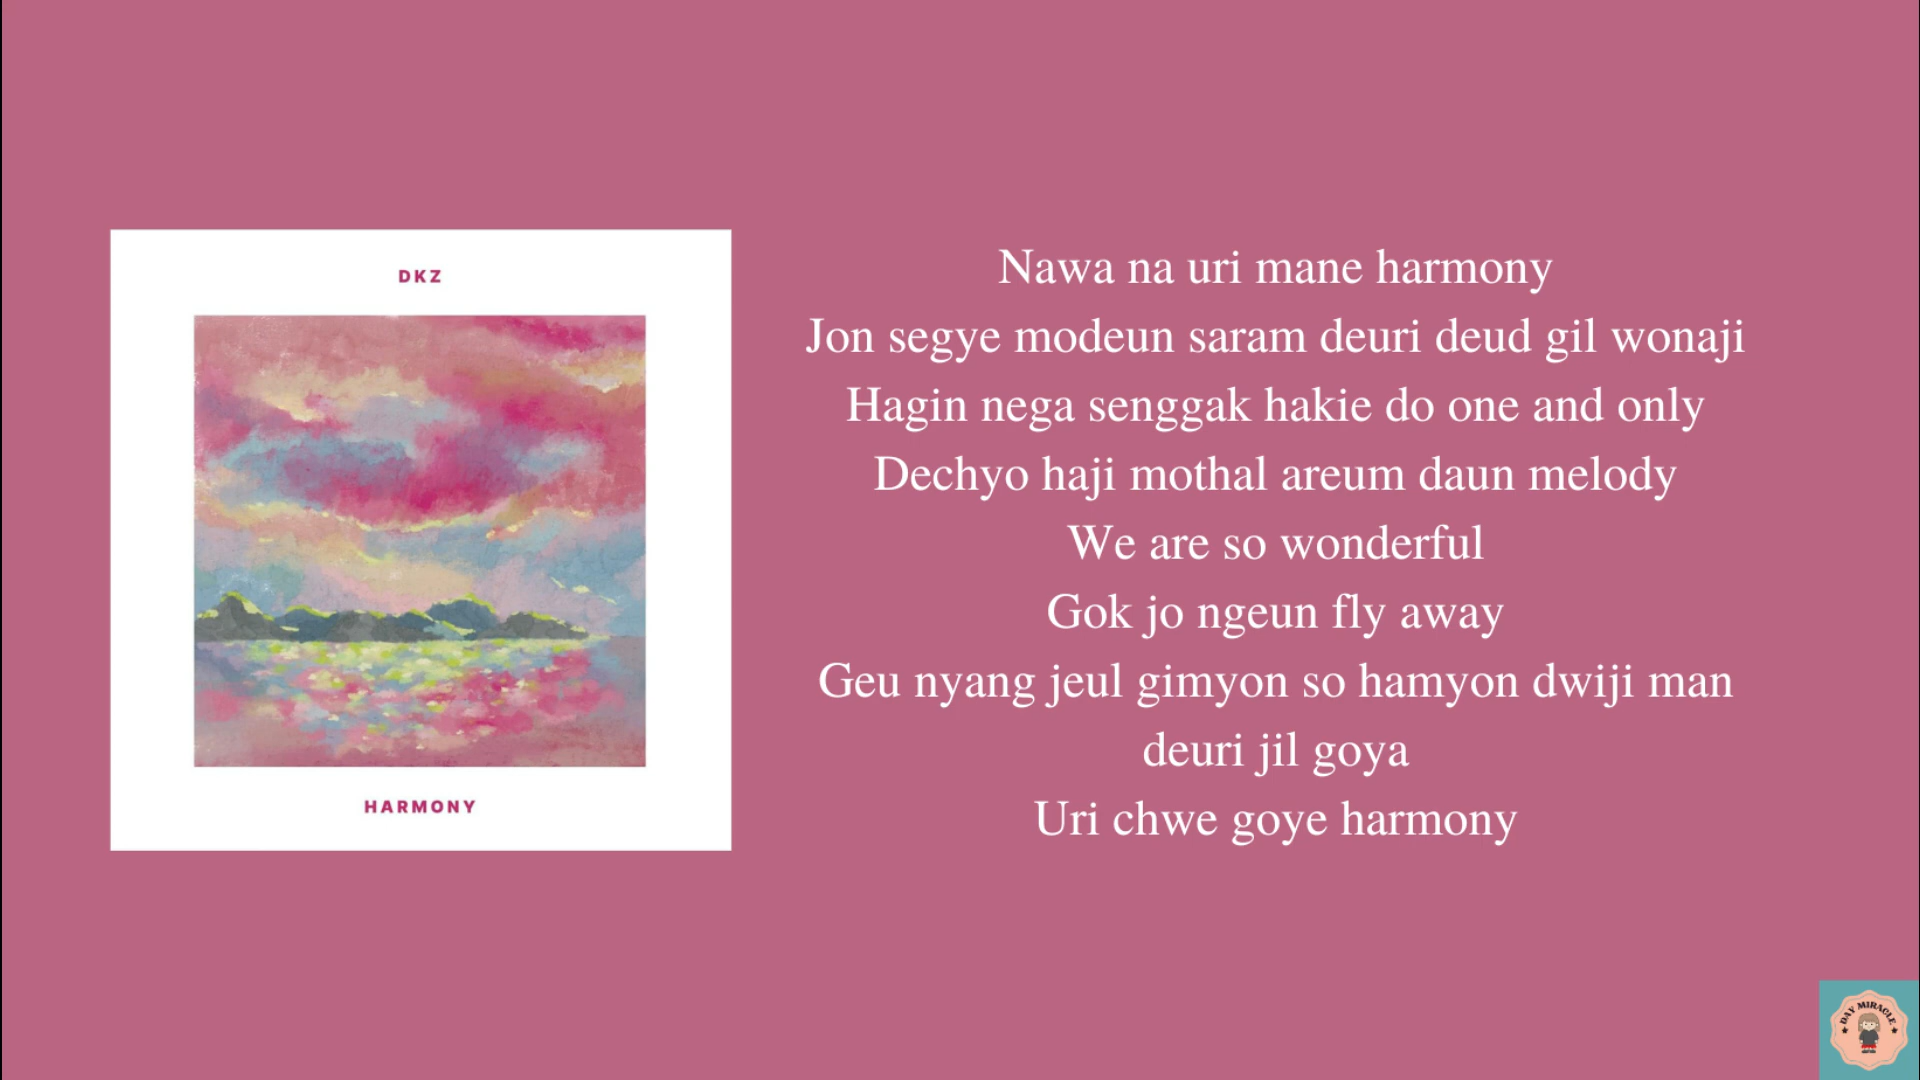 DKZ
HARMONY
Nawa na uri mane harmony
Jon segye modeun saram deuri deud gil wonaji
Hagin nega senggak hakie do one and only
Dechyo haji mothal areum daun melody
We are so wonderful
Gok jo ngeun fly away
Geu nyang jeul gimyon so hamyon dwiji man
deuri jil goya
Uri chwe goye harmony
DAY MIRACLE